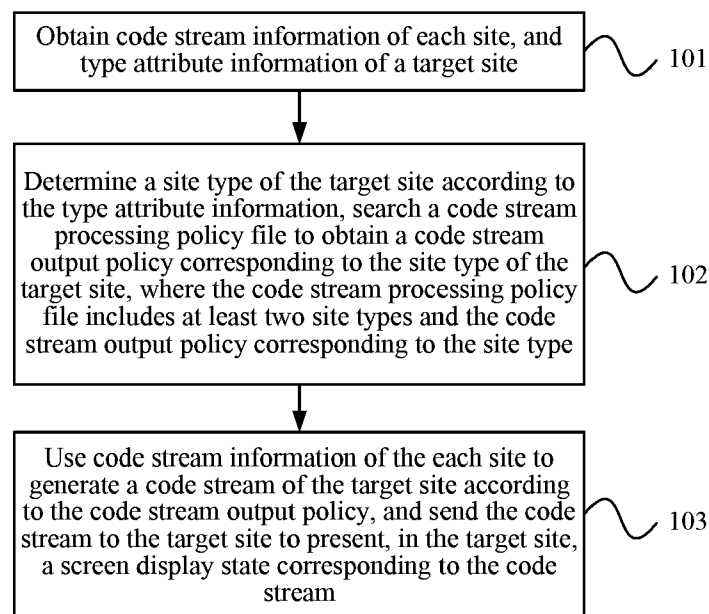 Obtain code stream information of each site, and
type attribute information of a target site
101
Determine a site type of the target site according to
the type attribute information, search a code stream
processing policy file to obtain a code stream
output policy corresponding to the site type of the
target site, where the code stream processing policy
file includes at least two site types and the code
stream output policy corresponding to the site type
102
Use code stream information of the each site to
generate a code stream of the target site according
to the code stream output policy, and send the code
stream to the target site to present, in the target site,
a screen display state corresponding to the code
stream
103